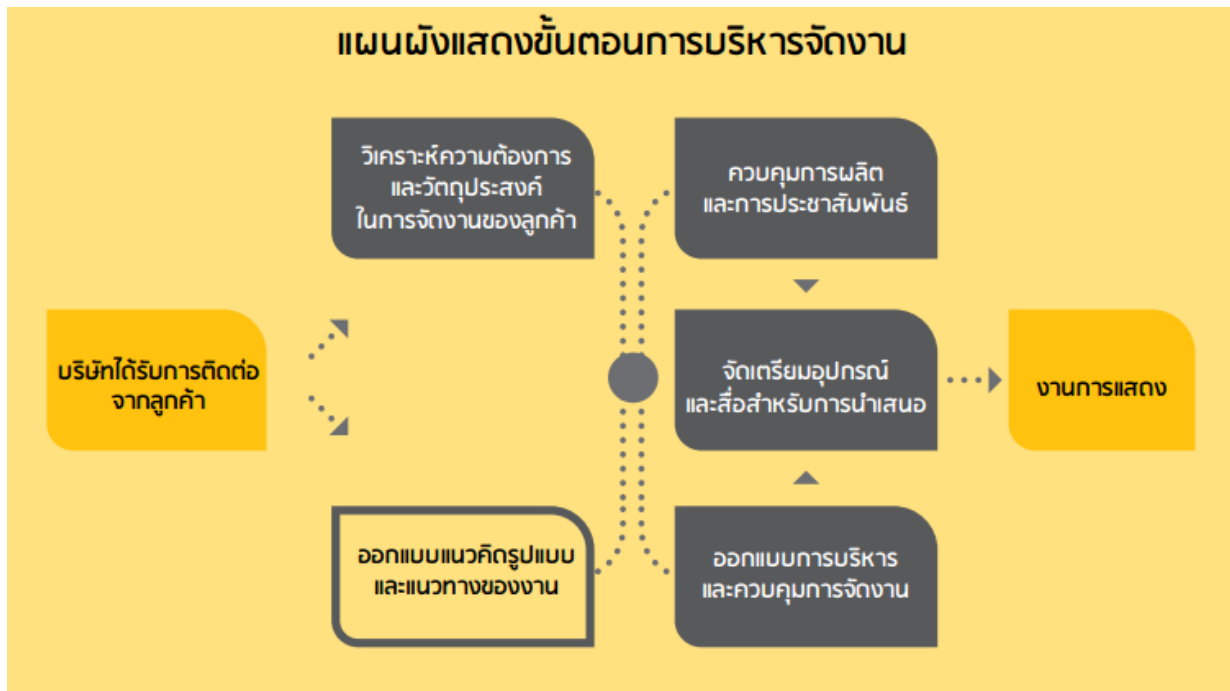 แผนผังแสดงขั้นตอนการบริหารจัดงาน
บริษัทได้รับการติดต่อ
จากลูกค้า
วิเคราะห์ความต้องการ
และวัตถุประสงค์
ในการจัดงานของลูกค้า
ออกแบบแนวคิดรูปแบบ
และแนวทางของงาน
ควบคุมการผลิต
และการประชาสัมพันธ์
จัดเตรียมอุปกรณ์
และสื่อสำหรับการนำเสนอ
ออกแบบการบริหาร
และควบคุมการจัดงาน
งานการแสดง